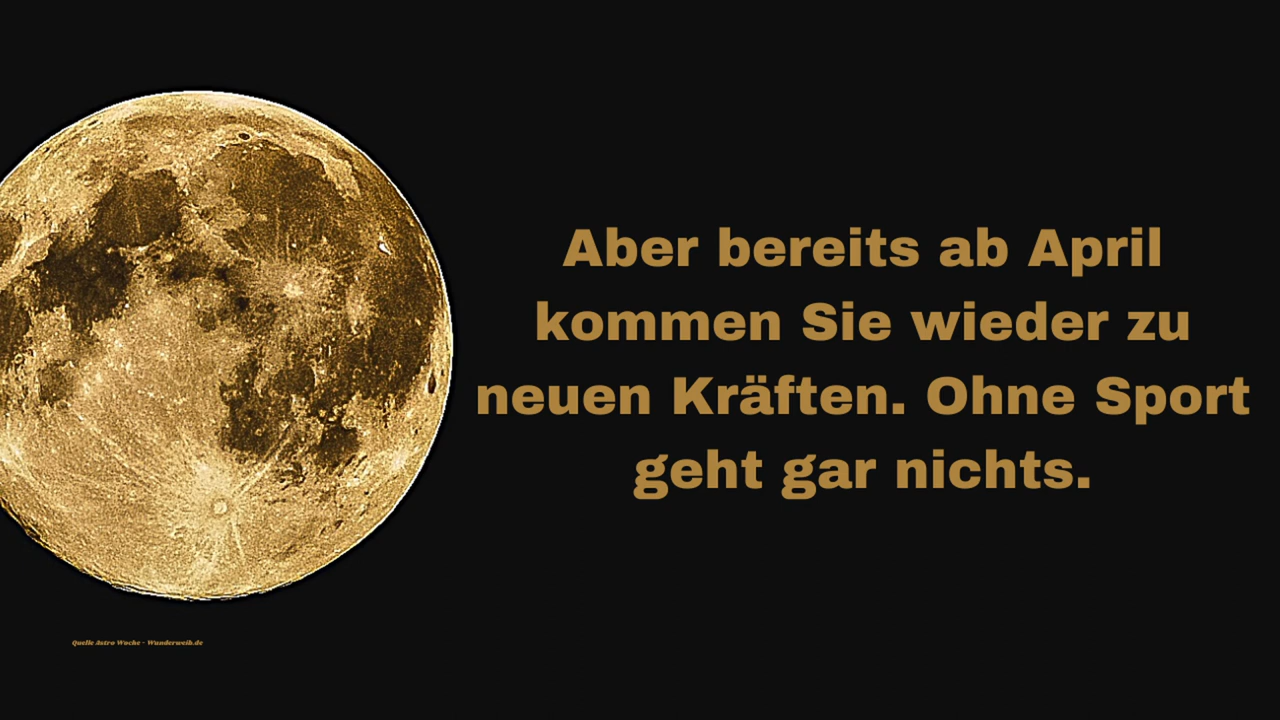 Aber bereits ab April
kommen Sie wieder zu
neuen Kräften. Ohne Sport
geht gar nichts.
Quelle Astro Woche - Wunderweib.de